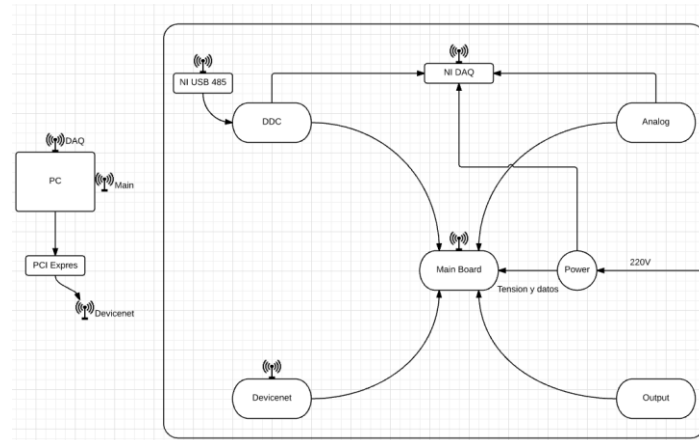 NI USB 485
NI DAQ
DDC
Analog
DAQ
PC
Main
PCI Expres
Devicenet
Main Board
Power
220V
Tension y datos
Devicenet
Output